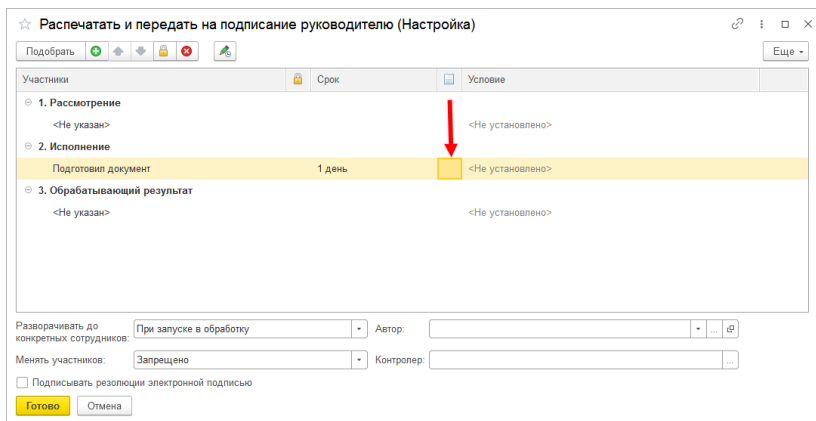 Распечатать и передать на подписание руководителю (Настройка)
Подобрать
Еще
Участники Срок Условие
1. Рассмотрение
<Не указан> <Не установлено>
2. Исполнение
Подготовил документ 1 день <Не установлено>
3. Обрабатывающий результат
<Не указан> <Не установлено>
Разворачивать до
конкретных сотрудников: При запуске в обработку Автор: ...
Менять участников: Запрещено Контролер: ...
Подписывать резолюции электронной подписью
Готово Отмена